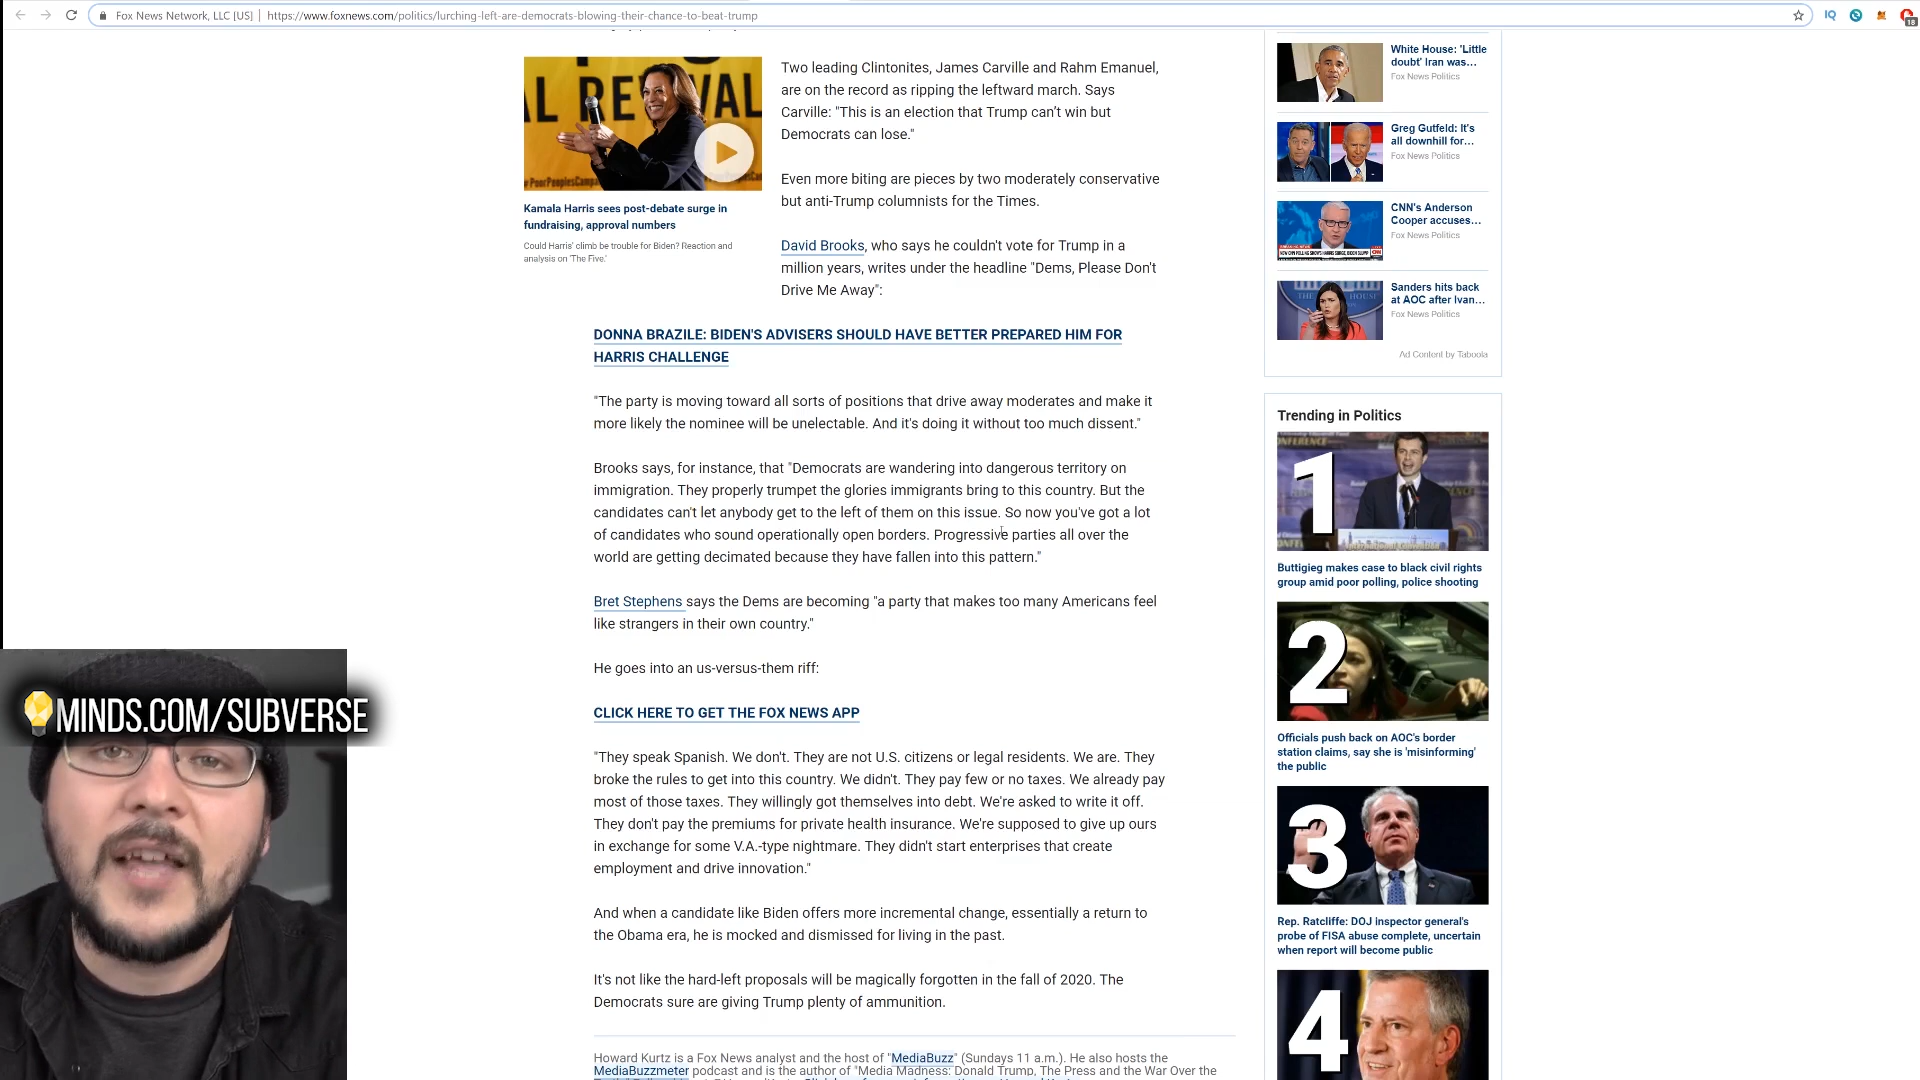 Fox News Network, LLC [US] | https://www.foxnews.com/politics/lurching-left-are-democrats-blowing-their-chance-to-beat-trump
IQ
18
AL REVIVAL
PoorPeoplesCampa
Kamala Harris sees post-debate surge in
fundraising, approval numbers
Could Harris' climb be trouble for Biden? Reaction and
analysis on 'The Five.'
Two leading Clintonites, James Carville and Rahm Emanuel,
are on the record as ripping the leftward march. Says
Carville: "This is an election that Trump can't win but
Democrats can lose."
Even more biting are pieces by two moderately conservative
but anti-Trump columnists for the Times.
David Brooks, who says he couldn't vote for Trump in a
million years, writes under the headline "Dems, Please Don't
Drive Me Away":
DONNA BRAZILE: BIDEN'S ADVISERS SHOULD HAVE BETTER PREPARED HIM FOR
HARRIS CHALLENGE
"The party is moving toward all sorts of positions that drive away moderates and make it
more likely the nominee will be unelectable. And it's doing it without too much dissent."
Brooks says, for instance, that "Democrats are wandering into dangerous territory on
immigration. They properly trumpet the glories immigrants bring to this country. But the
candidates can't let anybody get to the left of them on this issue. So now you've got a lot
of candidates who sound operationally open borders. Progressive parties all over the
world are getting decimated because they have fallen into this pattern."
Bret Stephens says the Dems are becoming "a party that makes too many Americans feel
like strangers in their own country."
He goes into an us-versus-them riff:
CLICK HERE TO GET THE FOX NEWS APP
"They speak Spanish. We don't. They are not U.S. citizens or legal residents. We are. They
broke the rules to get into this country. We didn't. They pay few or no taxes. We already pay
most of those taxes. They willingly got themselves into debt. We're asked to write it off.
They don't pay the premiums for private health insurance. We're supposed to give up ours
in exchange for some V.A.-type nightmare. They didn't start enterprises that create
employment and drive innovation."
And when a candidate like Biden offers more incremental change, essentially a return to
the Obama era, he is mocked and dismissed for living in the past.
It's not like the hard-left proposals will be magically forgotten in the fall of 2020. The
Democrats sure are giving Trump plenty of ammunition.
Howard Kurtz is a Fox News analyst and the host of "MediaBuzz" (Sundays 11 a.m.). He also hosts the
MediaBuzzmeter podcast and is the author of "Media Madness: Donald Trump, The Press and the War Over the
MINDS.COM/SUBVERSE
White House: 'Little
doubt' Iran was...
Fox News Politics
Greg Gutfeld: It's
all downhill for...
Fox News Politics
CNN's Anderson
Cooper accuses...
Fox News Politics
CNN
Sanders hits back
at AOC after Ivan...
Fox News Politics
Ad Content by Taboola
Trending in Politics
1
Buttigieg makes case to black civil rights
group amid poor polling, police shooting
2
Officials push back on AOC's border
station claims, say she is 'misinforming'
the public
3
Rep. Ratcliffe: DOJ inspector general's
probe of FISA abuse complete, uncertain
when report will become public
4